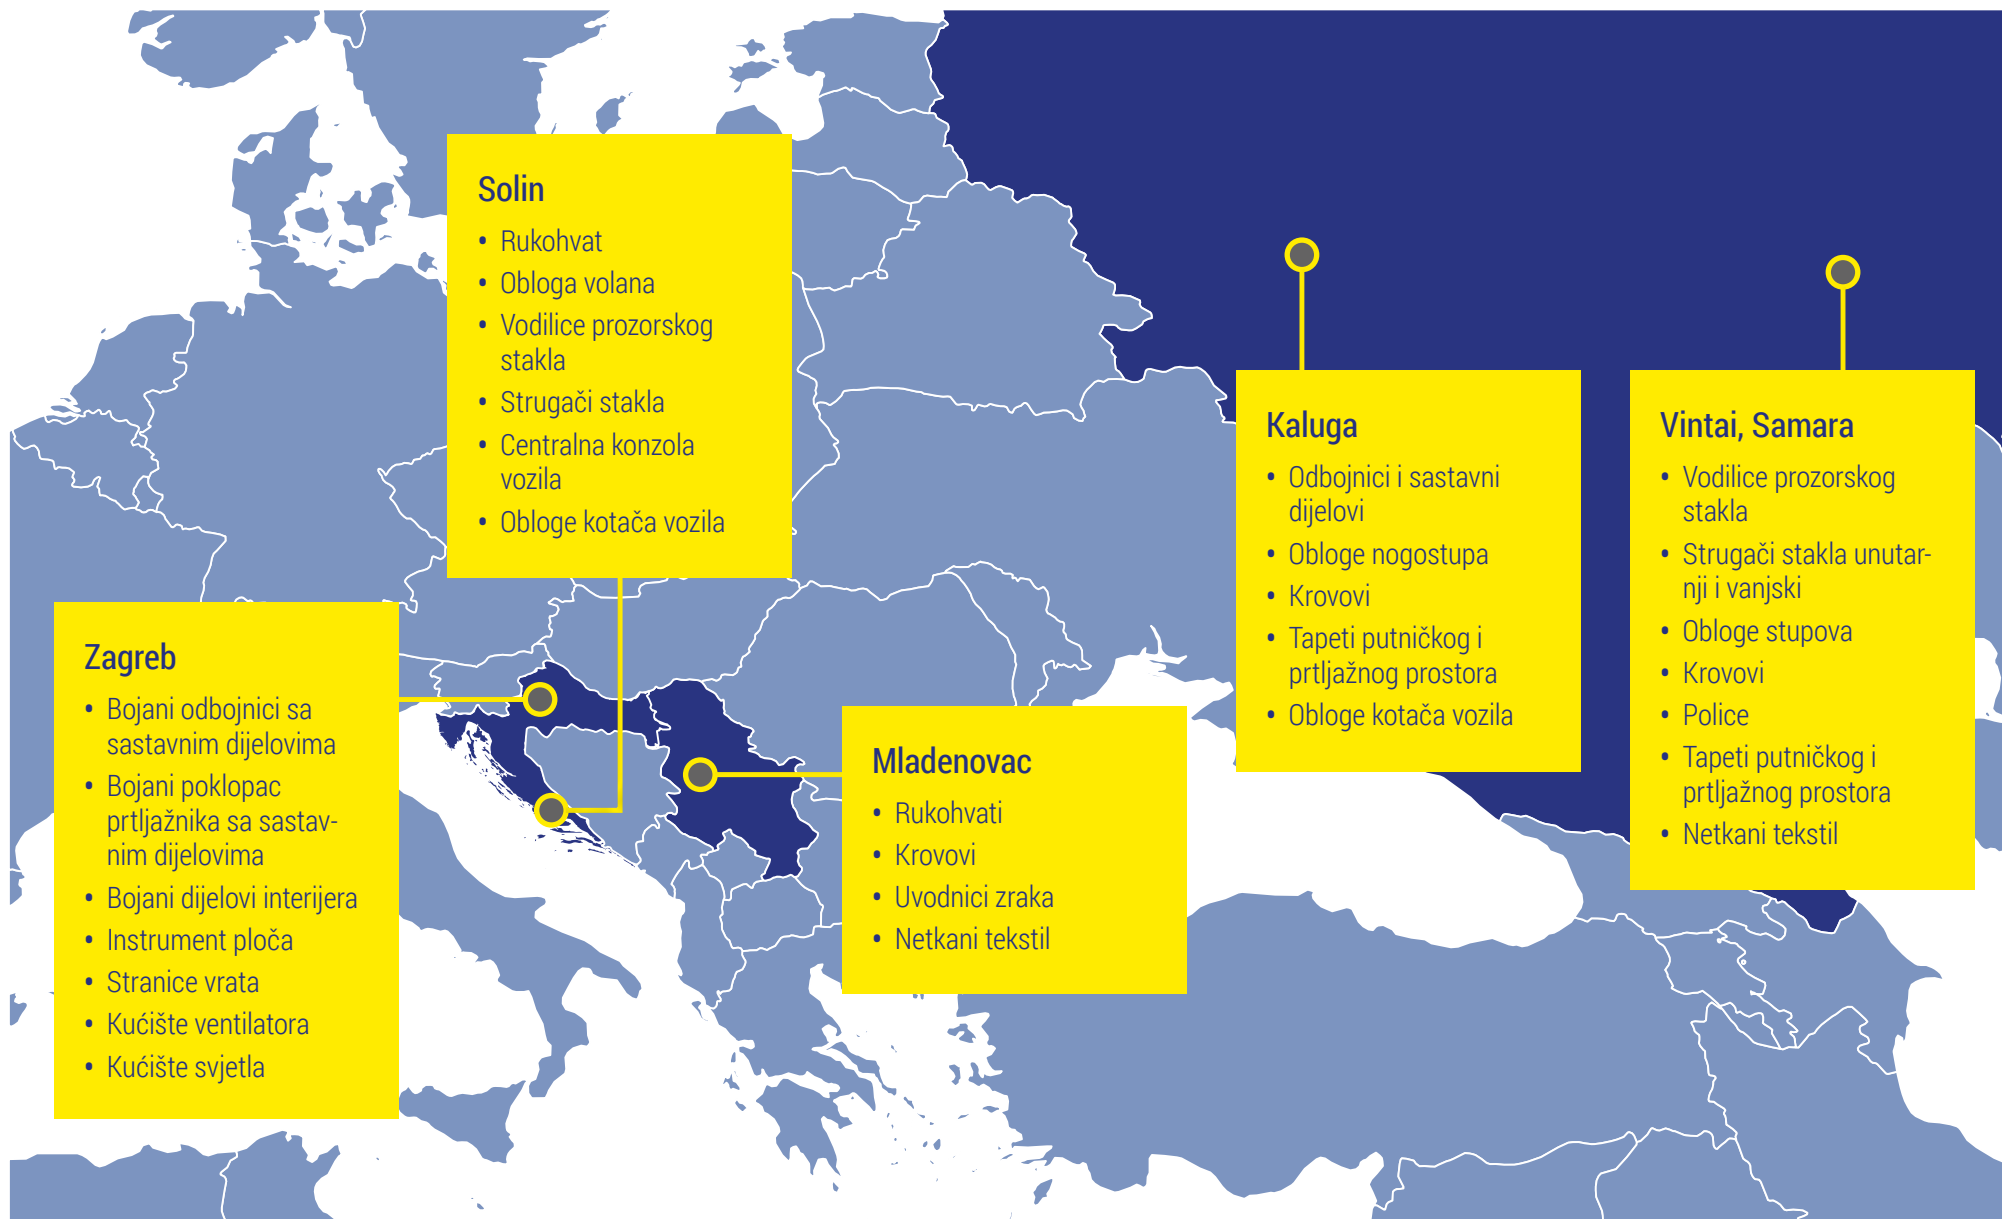 Solin
• Rukohvat
• Obloga volana
• Vodilice prozorskog
stakla
• Strugači stakla
• Centralna konzola
vozila
• Obloge kotača vozila
Zagreb
• Bojani odbojnici sa
sastavnim dijelovima
• Bojani poklopac
prtljažnika sa sastav-
nim dijelovima
• Bojani dijelovi interijera
• Instrument ploča
• Stranice vrata
• Kućište ventilatora
• Kućište svjetla
Mladenovac
• Rukohvati
• Krovovi
• Uvodnici zraka
• Netkani tekstil
Kaluga
• Odbojnici i sastavni
dijelovi
• Obloge nogostupa
• Krovovi
• Tapeti putničkog i
prtljažnog prostora
• Obloge kotača vozila
Vintai, Samara
• Vodilice prozorskog
stakla
• Strugači stakla unutar-
nji i vanjski
• Obloge stupova
• Krovovi
• Police
• Tapeti putničkog i
prtljažnog prostora
• Netkani tekstil